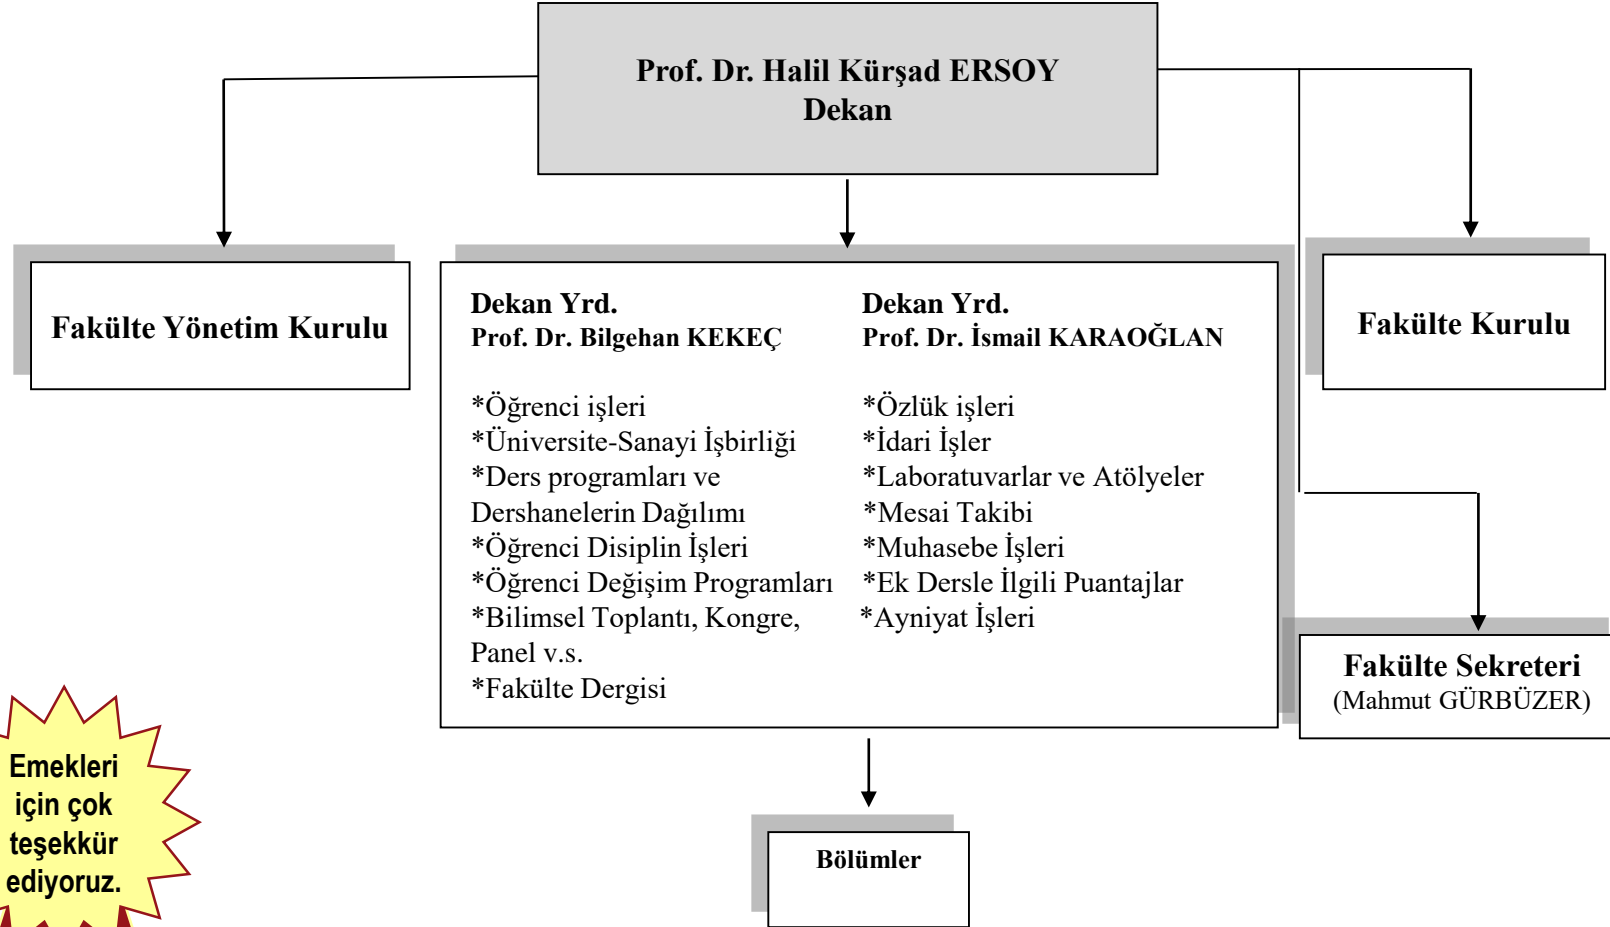 Prof. Dr. Halil Kürşad ERSOY
Dekan
Fakülte Yönetim Kurulu
Dekan Yrd.
Prof. Dr. Bilgehan KEKEÇ
*Öğrenci işleri
*Üniversite-Sanayi İşbirliği
*Ders programları ve
Dershanelerin Dağılımı
*Öğrenci Disiplin İşleri
*Öğrenci Değişim Programları
*Bilimsel Toplantı, Kongre,
Panel v.s.
*Fakülte Dergisi
Dekan Yrd.
Prof. Dr. İsmail KARAOĞLAN
*Özlük işleri
*İdari İşler
*Laboratuvarlar ve Atölyeler
*Mesai Takibi
*Muhasebe İşleri
*Ek Dersle İlgili Puantajlar
*Ayniyat İşleri
Fakülte Kurulu
Fakülte Sekreteri
(Mahmut GÜRBÜZER)
Bölümler
Emekleri
için çok
teşekkür
ediyoruz.